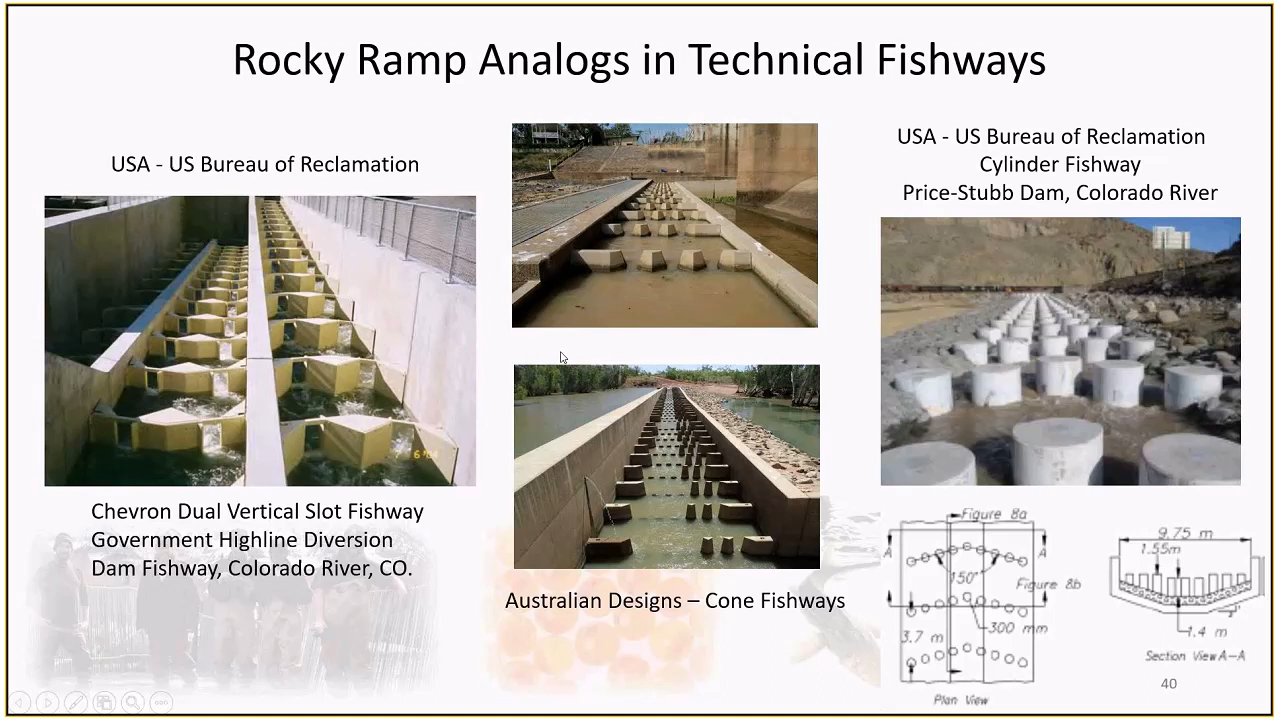 Rocky Ramp Analogs in Technical Fishways
USA - US Bureau of Reclamation
Chevron Dual Vertical Slot Fishway
Government Highline Diversion
Dam Fishway, Colorado River, CO.
Australian Designs – Cone Fishways
USA - US Bureau of Reclamation
Cylinder Fishway
Price-Stubb Dam, Colorado River
Figure 8a
A
A
150°
Figure 8b
300 mm
3.7 m
Plan View
9.75 m
1.55m
1.4 m
Section View A-A
40